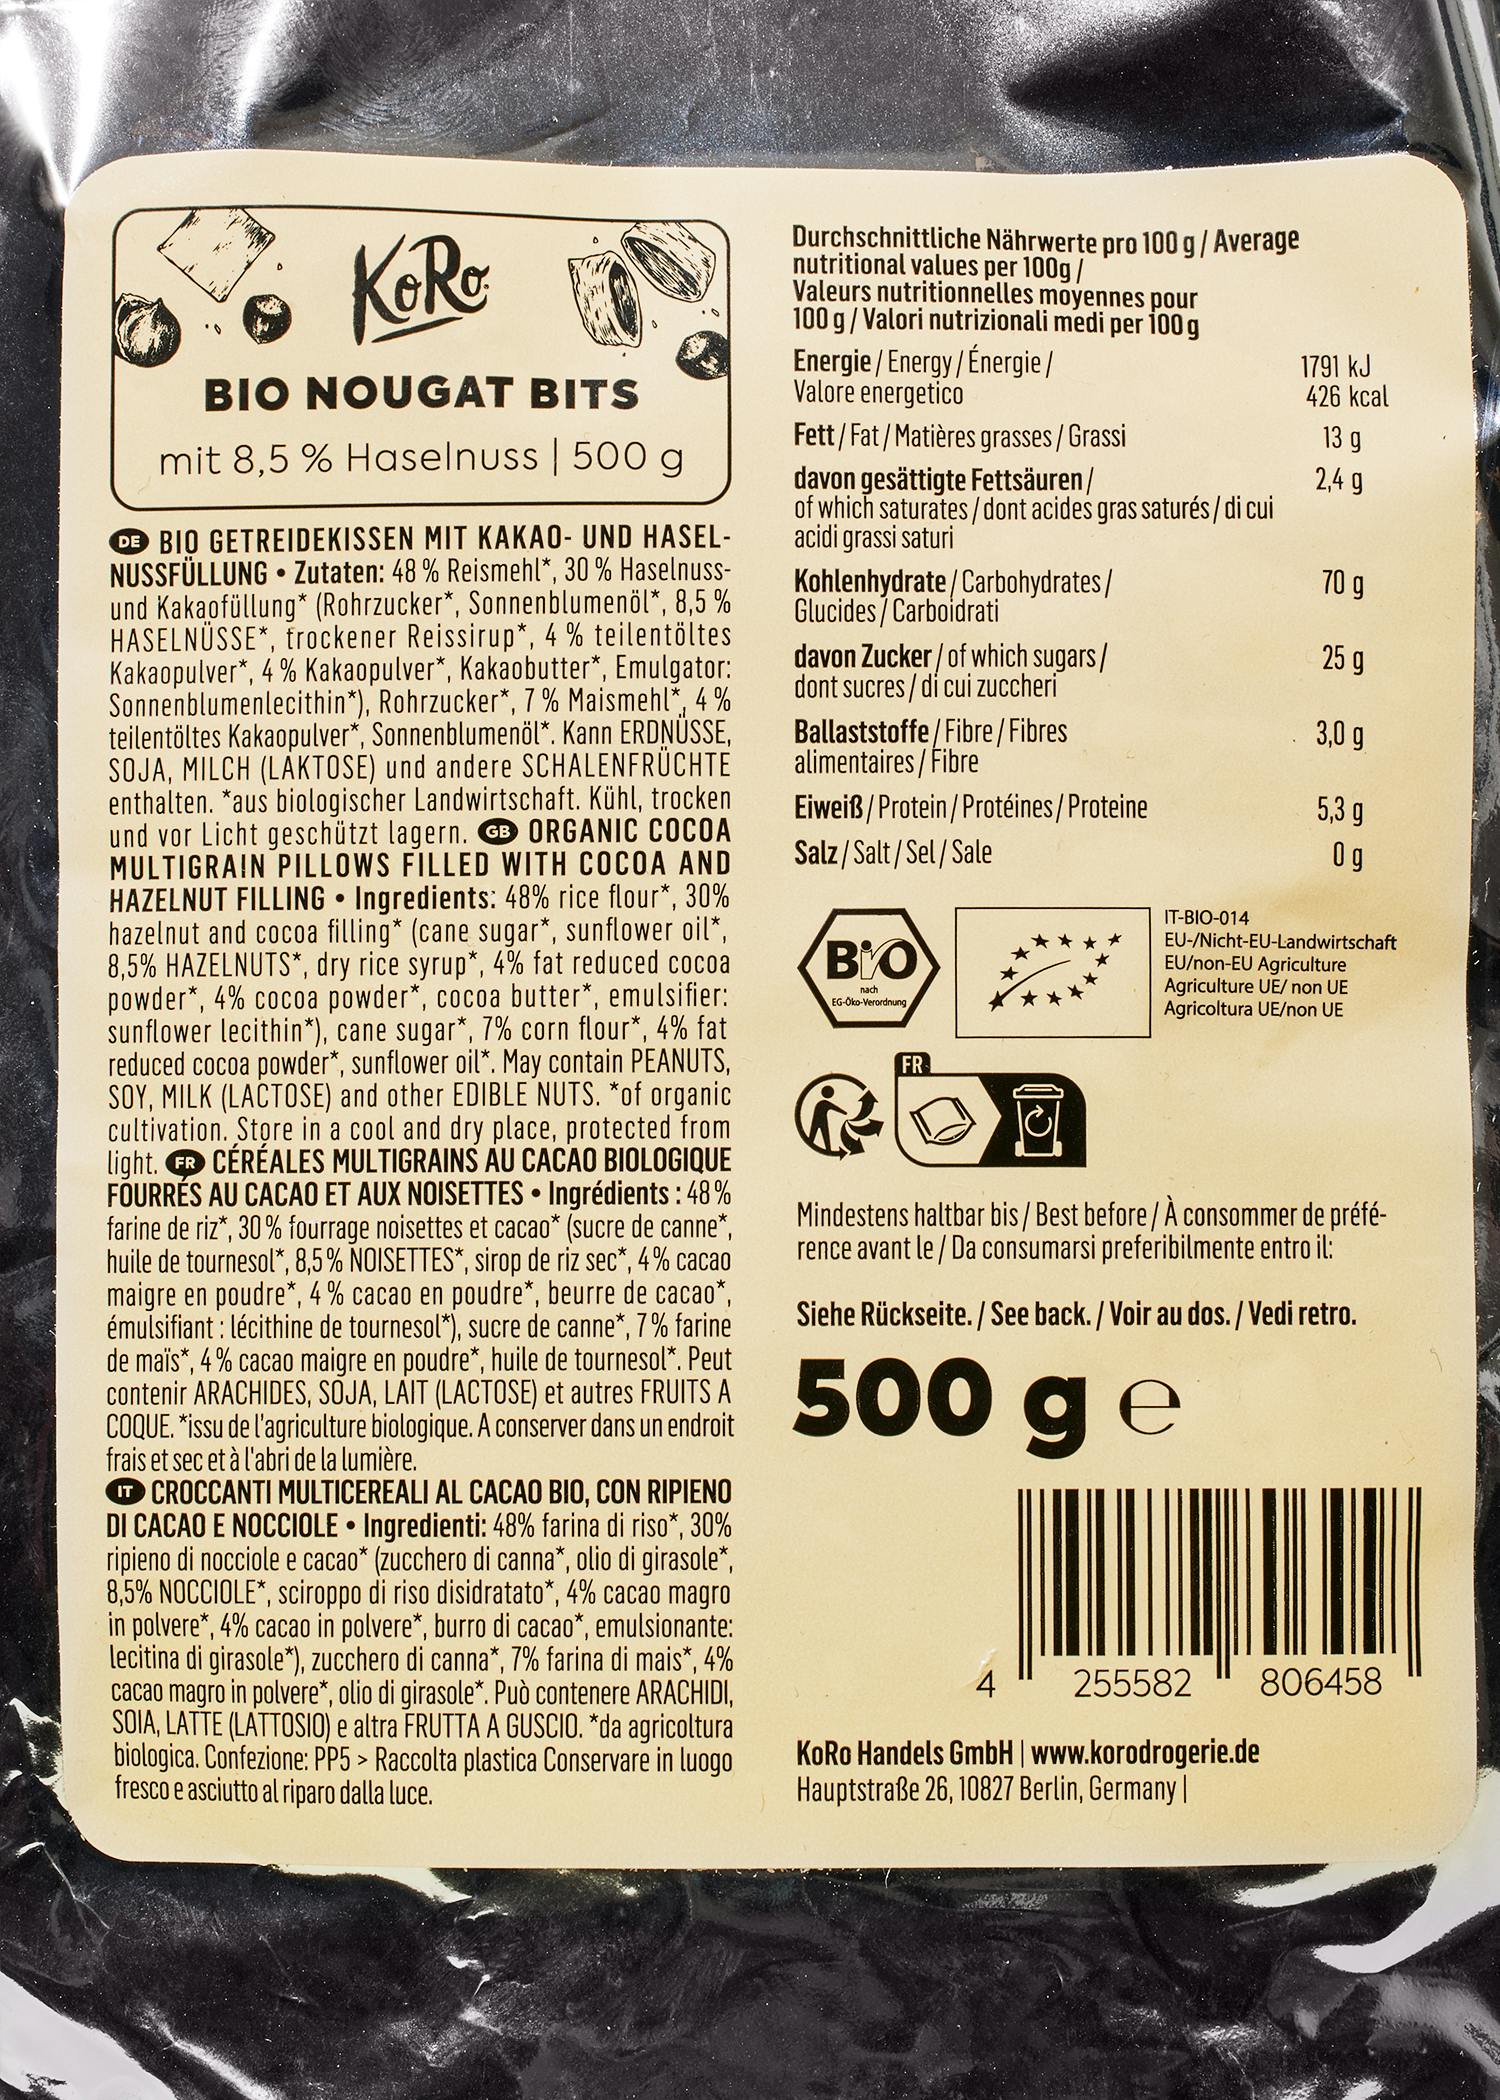 KoRo
BIO NOUGAT BITS
mit 8,5 % Haselnuss | 500 g
DE BIO GETREIDEKISSEN MIT KAKAO- UND HASEL-
NUSSFÜLLUNG • Zutaten: 48 % Reismehl*, 30 % Haselnuss-
und Kakaofüllung* (Rohrzucker*, Sonnenblumenöl*, 8,5 %
HASELNÜSSE*, trockener Reissirup*, 4 % teilentöltes
Kakaopulver*, 4 % Kakaopulver*, Kakaobutter*, Emulgator:
Sonnenblumenlecithin*), Rohrzucker*, 7 % Maismehl*, 4 %
teilentöltes Kakaopulver*, Sonnenblumenöl*. Kann ERDNÜSSE,
SOJA, MILCH (LAKTOSE) und andere SCHALENFRÜCHTE
enthalten. *aus biologischer Landwirtschaft. Kühl, trocken
und vor Licht geschützt lagern. GB ORGANIC COCOA
MULTIGRAIN PILLOWS FILLED WITH COCOA AND
HAZELNUT FILLING • Ingredients: 48% rice flour*, 30%
hazelnut and cocoa filling* (cane sugar*, sunflower oil*,
8,5% HAZELNUTS*, dry rice syrup*, 4% fat reduced cocoa
powder*, 4% cocoa powder*, cocoa butter*, emulsifier:
sunflower lecithin*), cane sugar*, 7% corn flour*, 4% fat
reduced cocoa powder*, sunflower oil*. May contain PEANUTS,
SOY, MILK (LACTOSE) and other EDIBLE NUTS. *of organic
cultivation. Store in a cool and dry place, protected from
light. FR CÉRÉALES MULTIGRAINS AU CACAO BIOLOGIQUE
FOURRÉS AU CACAO ET AUX NOISETTES • Ingrédients : 48 %
farine de riz*, 30 % fourrage noisettes et cacao* (sucre de canne*,
huile de tournesol*, 8,5 % NOISETTES*, sirop de riz sec*, 4 % cacao
maigre en poudre*, 4 % cacao en poudre*, beurre de cacao*,
émulsifiant : lécithine de tournesol*), sucre de canne*, 7 % farine
de maïs*, 4 % cacao maigre en poudre*, huile de tournesol*. Peut
contenir ARACHIDES, SOJA, LAIT (LACTOSE) et autres FRUITS A
COQUE. *issu de l'agriculture biologique. A conserver dans un endroit
frais et sec et à l'abri de la lumière.
IT CROCCANTI MULTICEREALI AL CACAO BIO, CON RIPIENO
DI CACAO E NOCCIOLE • Ingredienti: 48% farina di riso*, 30%
ripieno di nocciole e cacao* (zucchero di canna*, olio di girasole*,
8,5% NOCCIOLE*, sciroppo di riso disidratato*, 4% cacao magro
in polvere*, 4% cacao in polvere*, burro di cacao*, emulsionante:
lecitina di girasole*), zucchero di canna*, 7% farina di mais*, 4%
cacao magro in polvere*, olio di girasole*. Può contenere ARACHIDI,
SOIA, LATTE (LATTOSIO) e altra FRUTTA A GUSCIO. *da agricoltura
biologica. Confezione: PP5 > Raccolta plastica Conservare in luogo
fresco e asciutto al riparo dalla luce.
Durchschnittliche Nährwerte pro 100 g / Average
nutritional values per 100g /
Valeurs nutritionnelles moyennes pour
100 g / Valori nutrizionali medi per 100 g
Energie / Energy / Énergie / 1791 kJ
Valore energetico 426 kcal
Fett / Fat / Matières grasses / Grassi 13 g
davon gesättigte Fettsäuren / 2,4 g
of which saturates / dont acides gras saturés / di cui
acidi grassi saturi
Kohlenhydrate / Carbohydrates / 70 g
Glucides / Carboidrati
davon Zucker / of which sugars / 25 g
dont sucres / di cui zuccheri
Ballaststoffe / Fibre / Fibres 3,0 g
alimentaires / Fibre
Eiweiß / Protein / Protéines / Proteine 5,3 g
Salz / Salt / Sel / Sale 0 g
Bio
nach
EG-Öko-Verordnung
IT-BIO-014
EU-/Nicht-EU-Landwirtschaft
EU/non-EU Agriculture
Agriculture UE/ non UE
Agricoltura UE/non UE
FR
Mindestens haltbar bis / Best before / À consommer de préfé-
rence avant le / Da consumarsi preferibilmente entro il:
Siehe Rückseite. / See back. / Voir au dos. / Vedi retro.
500 g e
4 255582 806458
KoRo Handels GmbH | www.korodrogerie.de
Hauptstraße 26, 10827 Berlin, Germany |